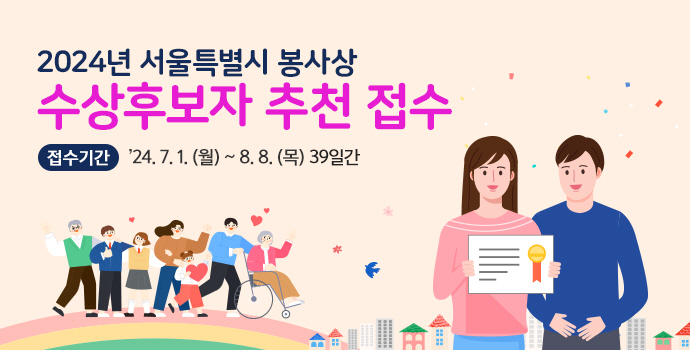 2024년 서울특별시 봉사상
수상후보자 추천 접수
접수기간 ’24. 7. 1. (월) ~ 8. 8. (목) 39일간